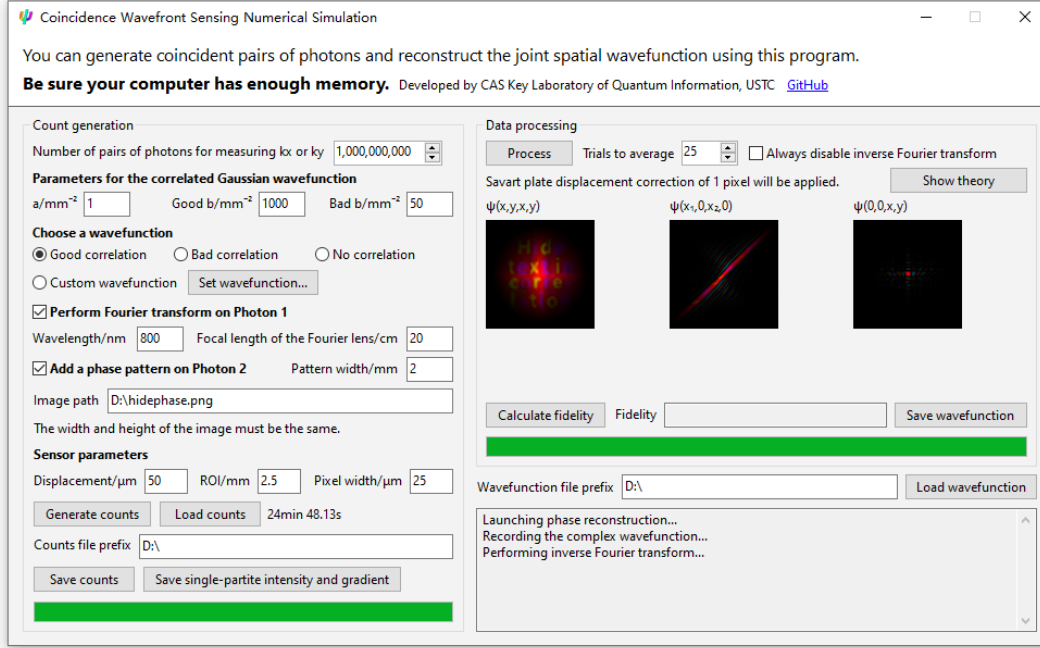 Coincidence Wavefront Sensing Numerical Simulation
You can generate coincident pairs of photons and reconstruct the joint spatial wavefunction using this program.
Be sure your computer has enough memory. Developed by CAS Key Laboratory of Quantum Information, USTC GitHub
Count generation
Number of pairs of photons for measuring kx or ky 1,000,000,000
Parameters for the correlated Gaussian wavefunction
a/mm⁻² 1 Good b/mm⁻² 1000 Bad b/mm⁻² 50
Choose a wavefunction
Good correlation Bad correlation No correlation
Custom wavefunction Set wavefunction...
Perform Fourier transform on Photon 1
Wavelength/nm 800 Focal length of the Fourier lens/cm 20
Add a phase pattern on Photon 2 Pattern width/mm 2
Image path D:\hidephase.png
The width and height of the image must be the same.
Sensor parameters
Displacement/μm 50 ROI/mm 2.5 Pixel width/μm 25
Generate counts Load counts 24min 48.13s
Counts file prefix D:\
Save counts Save single-partite intensity and gradient
Data processing
Process Trials to average 25 Always disable inverse Fourier transform
Savart plate displacement correction of 1 pixel will be applied. Show theory
ψ(x,y,x,y) ψ(x₁,0,x₂,0) ψ(0,0,x,y)
Hid
text in
corre
l to
Calculate fidelity Fidelity Save wavefunction
Wavefunction file prefix D:\ Load wavefunction
Launching phase reconstruction...
Recording the complex wavefunction...
Performing inverse Fourier transform...